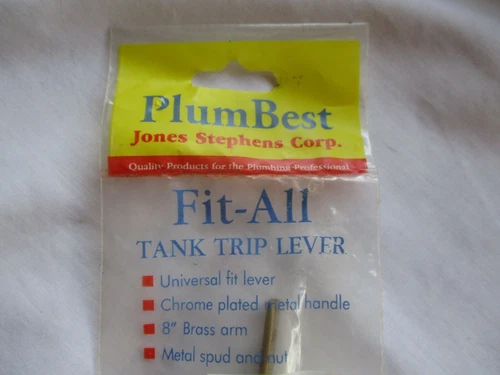 PlumBest
Jones Stephens Corp.
Quality Products for the Plumbing Professional
Fit-All
TANK TRIP LEVER
Universal fit lever
Chrome plated metal handle
8" Brass arm
Metal spud and nut